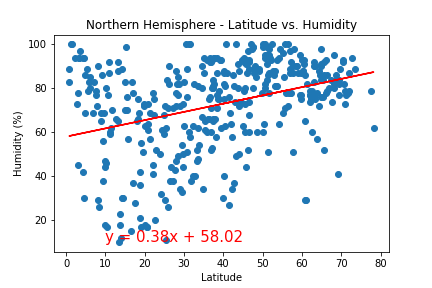 Northern Hemisphere - Latitude vs. Humidity
100
80
60
40
20
Humidity (%)
y = 0.38x + 58.02
0 10 20 30 40 50 60 70 80
Latitude